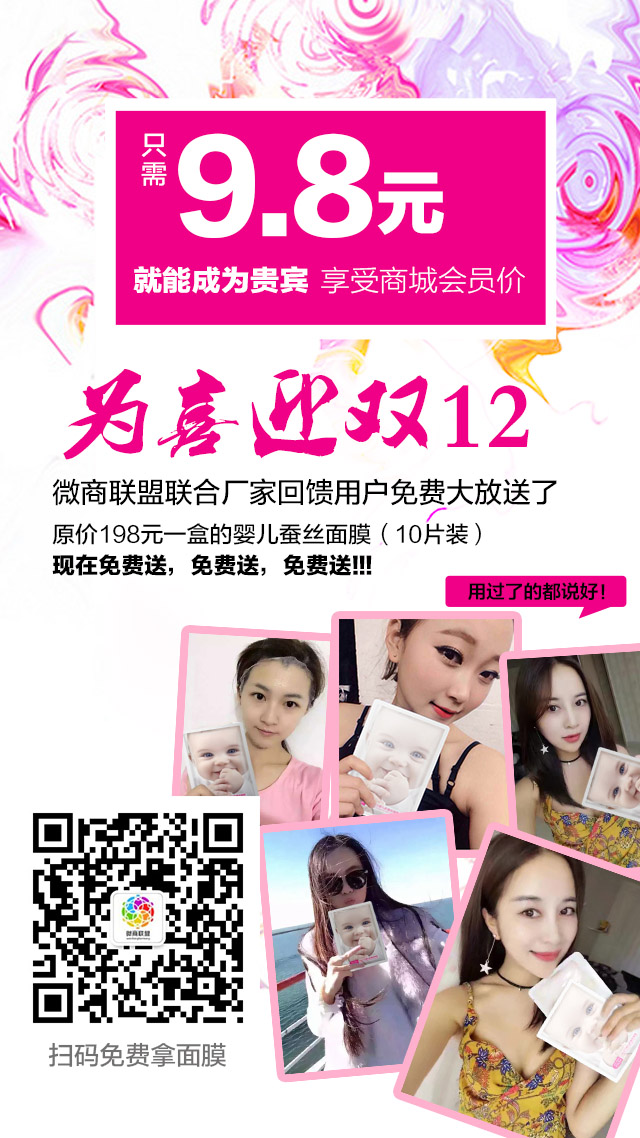 只需
9.8元
就能成为贵宾 享受商城会员价
为喜迎双12
微商联盟联合厂家回馈用户免费大放送了
原价198元一盒的婴儿蚕丝面膜（10片装）
现在免费送，免费送，免费送!!!
用过了的都说好！
微商联盟
扫码免费拿面膜